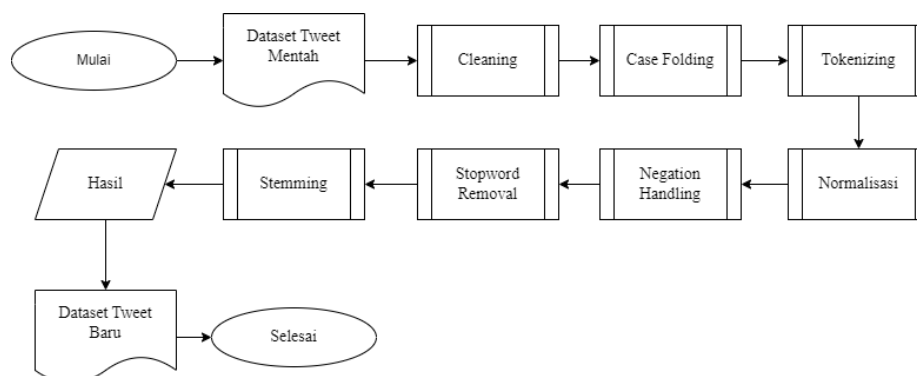 Mulai
Dataset Tweet
Mentah
Cleaning
Case Folding
Tokenizing
Normalisasi
Negation
Handling
Stopword
Removal
Stemming
Hasil
Dataset Tweet
Baru
Selesai